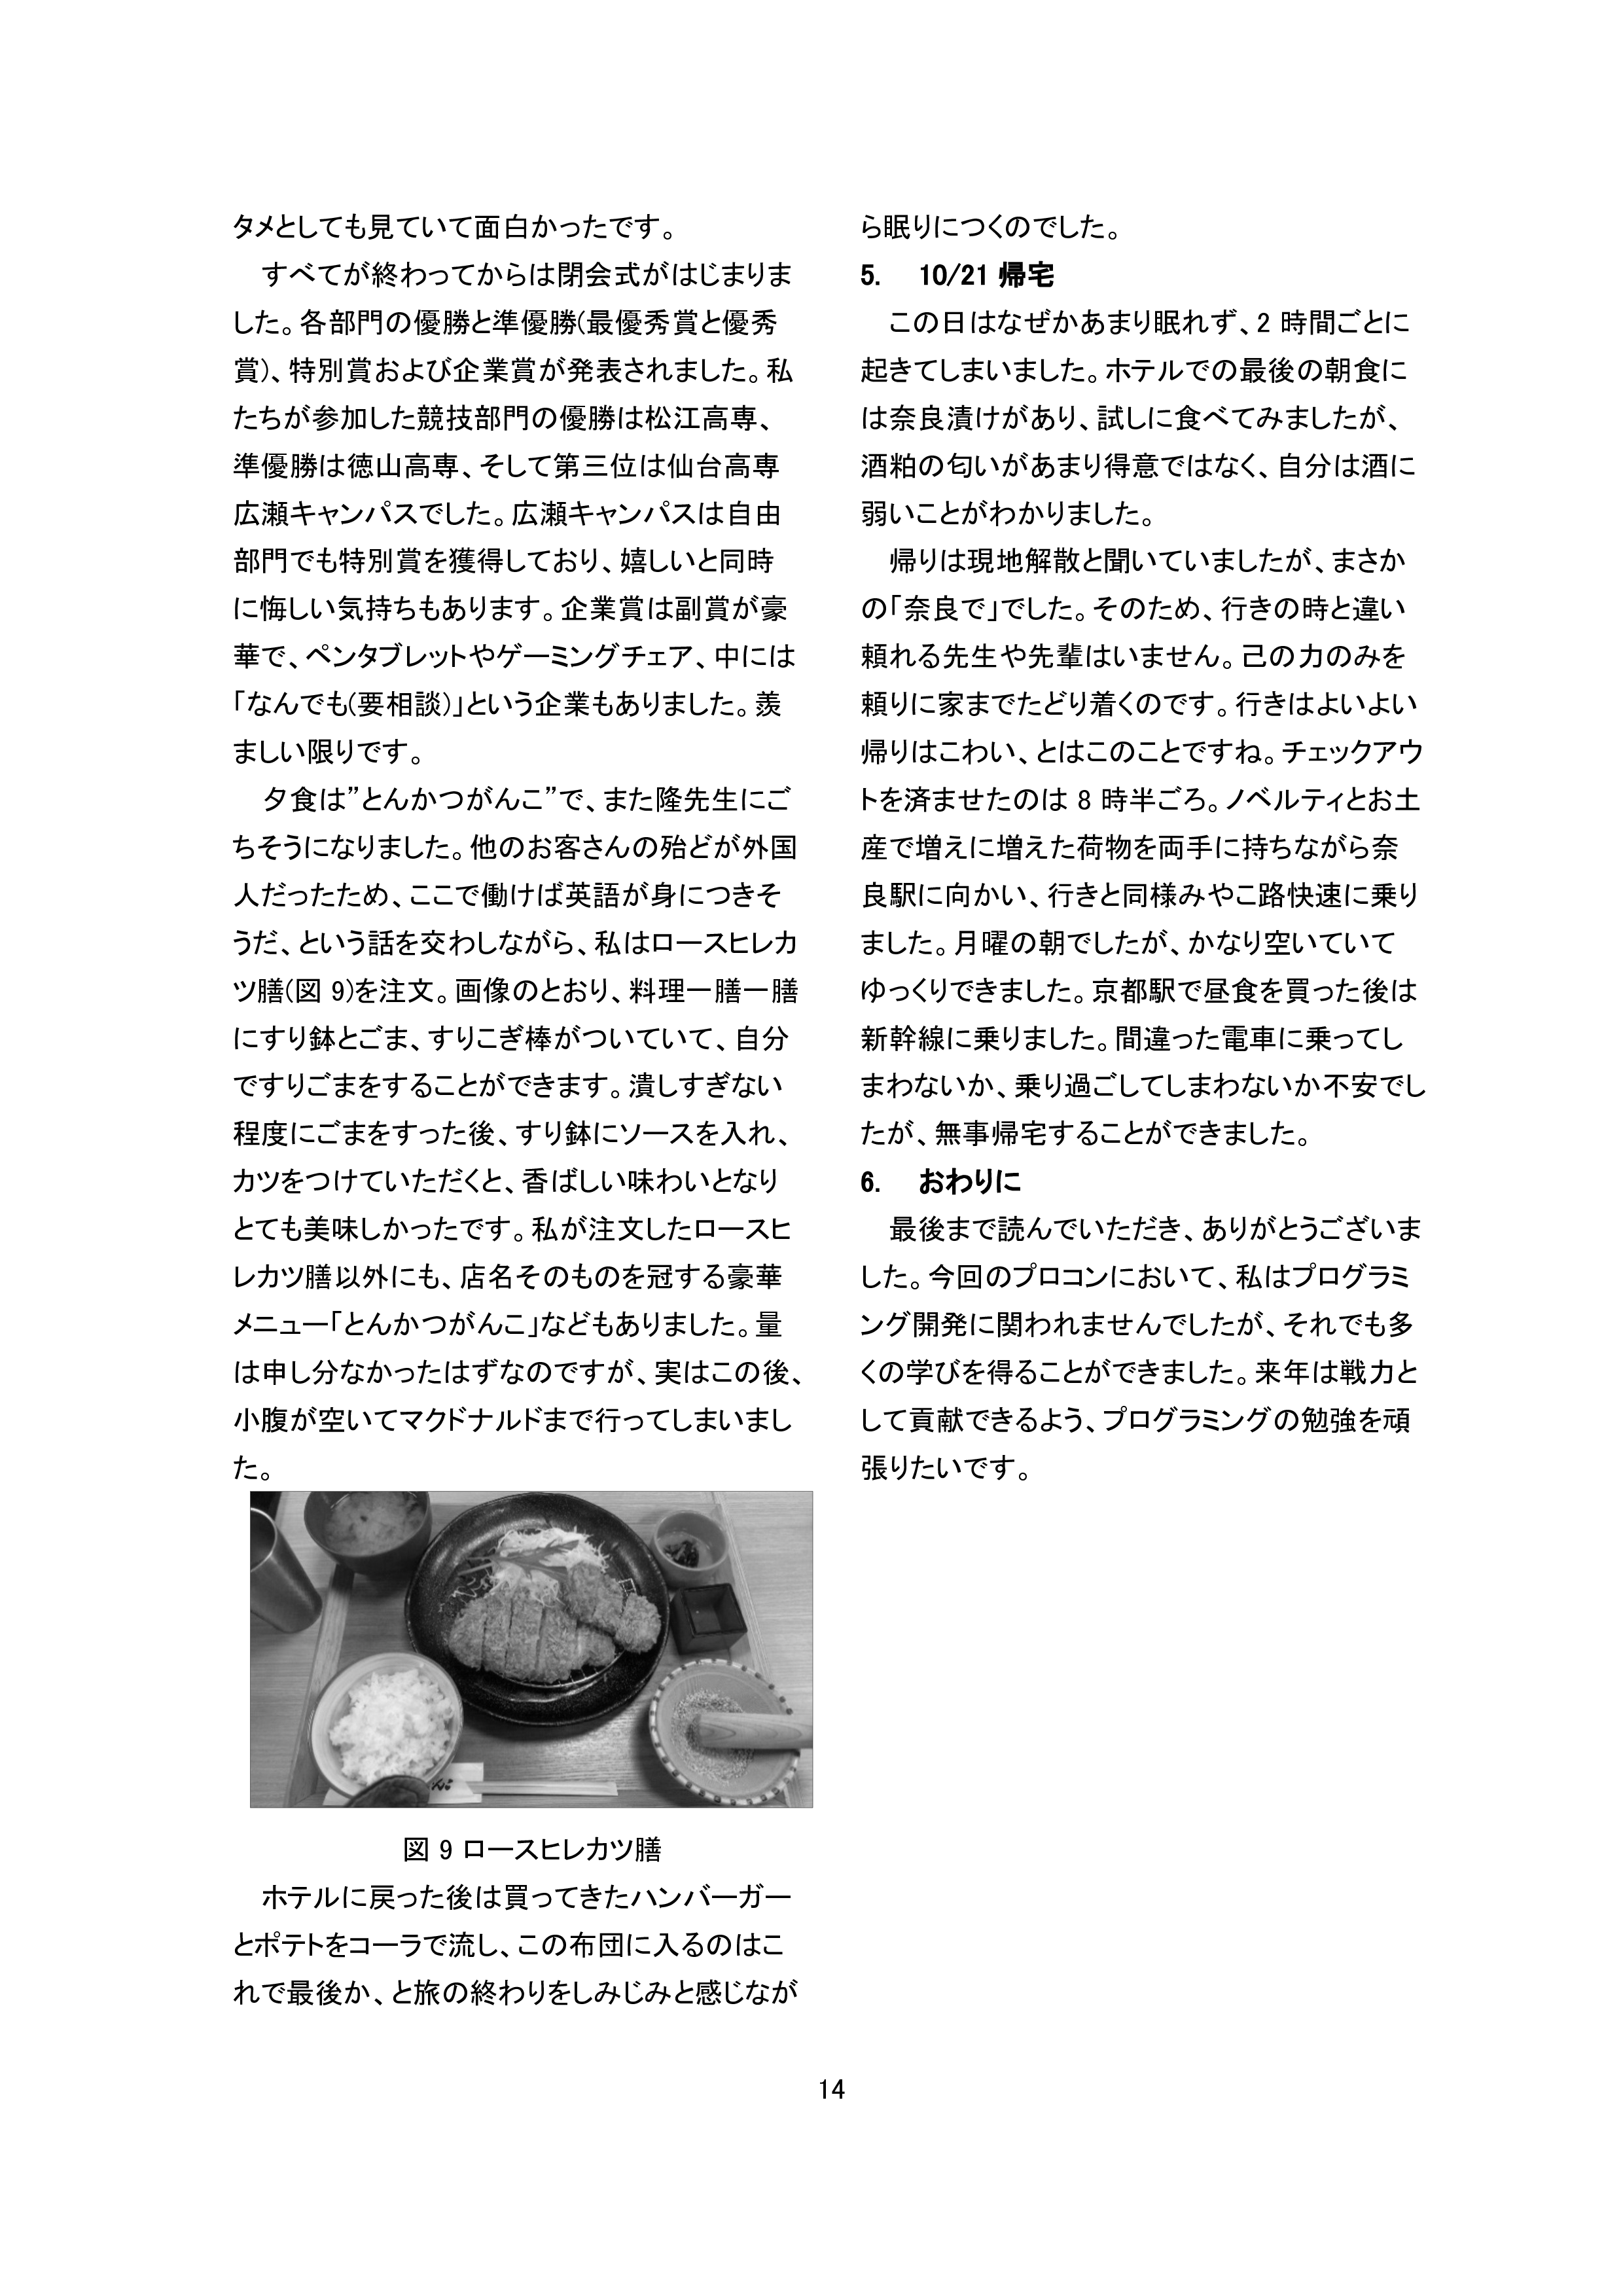 タメとしても見ていて面白かったです。
すべてが終わってからは閉会式がはじまりま
した。各部門の優勝と準優勝(最優秀賞と優秀
賞)、特別賞および企業賞が発表されました。私
たちが参加した競技部門の優勝は松江高専、
準優勝は徳山高専、そして第三位は仙台高専
広瀬キャンパスでした。広瀬キャンパスは自由
部門でも特別賞を獲得しており、嬉しいと同時
に悔しい気持ちもあります。企業賞は副賞が豪
華で、ペンタブレットやゲーミングチェア、中には
「なんでも(要相談)」という企業もありました。羨
ましい限りです。
夕食は”とんかつがんこ”で、また隆先生にご
ちそうになりました。他のお客さんの殆どが外国
人だったため、ここで働けば英語が身につきそ
うだ、という話を交わしながら、私はロースヒレカ
ツ膳(図 9)を注文。画像のとおり、料理一膳一膳
にすり鉢とごま、すりこぎ棒がついていて、自分
ですりごまをすることができます。潰しすぎない
程度にごまをすった後、すり鉢にソースを入れ、
カツをつけていただくと、香ばしい味わいとなり
とても美味しかったです。私が注文したロースヒ
レカツ膳以外にも、店名そのものを冠する豪華
メニュー「とんかつがんこ」などもありました。量
は申し分なかったはずなのですが、実はこの後、
小腹が空いてマクドナルドまで行ってしまいまし
た。
図 9 ロースヒレカツ膳
ホテルに戻った後は買ってきたハンバーガー
とポテトをコーラで流し、この布団に入るのはこ
れで最後か、と旅の終わりをしみじみと感じなが
ら眠りにつくのでした。
5. 10/21 帰宅
この日はなぜかあまり眠れず、2 時間ごとに
起きてしまいました。ホテルでの最後の朝食に
は奈良漬けがあり、試しに食べてみましたが、
酒粕の匂いがあまり得意ではなく、自分は酒に
弱いことがわかりました。
帰りは現地解散と聞いていましたが、まさか
の「奈良で」でした。そのため、行きの時と違い
頼れる先生や先輩はいません。己の力のみを
頼りに家までたどり着くのです。行きはよいよい
帰りはこわい、とはこのことですね。チェックアウ
トを済ませたのは 8 時半ごろ。ノベルティとお土
産で増えに増えた荷物を両手に持ちながら奈
良駅に向かい、行きと同様みやこ路快速に乗り
ました。月曜の朝でしたが、かなり空いていて
ゆっくりできました。京都駅で昼食を買った後は
新幹線に乗りました。間違った電車に乗ってし
まわないか、乗り過ごしてしまわないか不安でし
たが、無事帰宅することができました。
6. おわりに
最後まで読んでいただき、ありがとうございま
した。今回のプロコンにおいて、私はプログラミ
ング開発に関われませんでしたが、それでも多
くの学びを得ることができました。来年は戦力と
して貢献できるよう、プログラミングの勉強を頑
張りたいです。
14